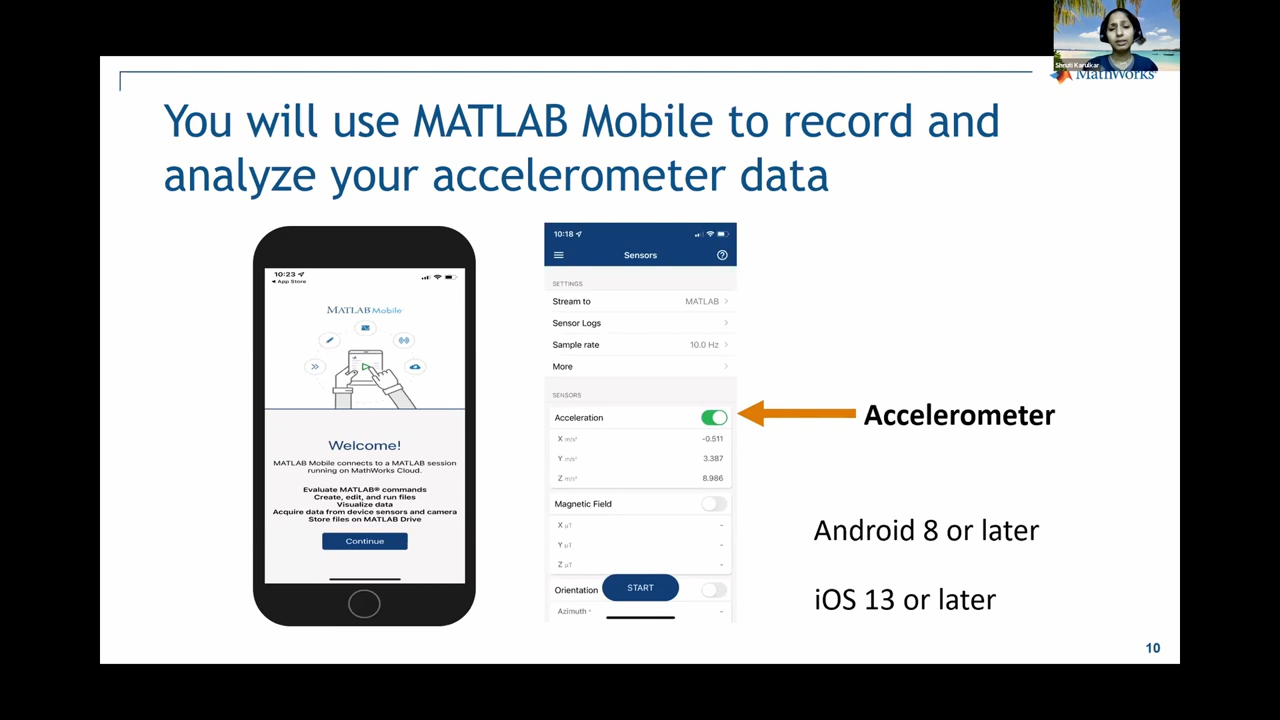 Shruti Karulkar
MathWorks
You will use MATLAB Mobile to record and
analyze your accelerometer data
10:23
App Store
MATLAB Mobile
Welcome!
MATLAB Mobile connects to a MATLAB session
running on MathWorks Cloud.
Evaluate MATLAB® commands
Create, edit, and run files
Visualize data
Acquire data from device sensors and camera
Store files on MATLAB Drive
Continue
10:18
Sensors
SETTINGS
Stream to MATLAB
Sensor Logs
Sample rate 10.0 Hz
More
SENSORS
Acceleration
X m/s² -0.511
Y m/s² 3.387
Z m/s² 8.986
Magnetic Field
X μT -
Y μT -
Z μT -
Orientation
START
Azimuth ° -
Accelerometer
Android 8 or later
iOS 13 or later
10